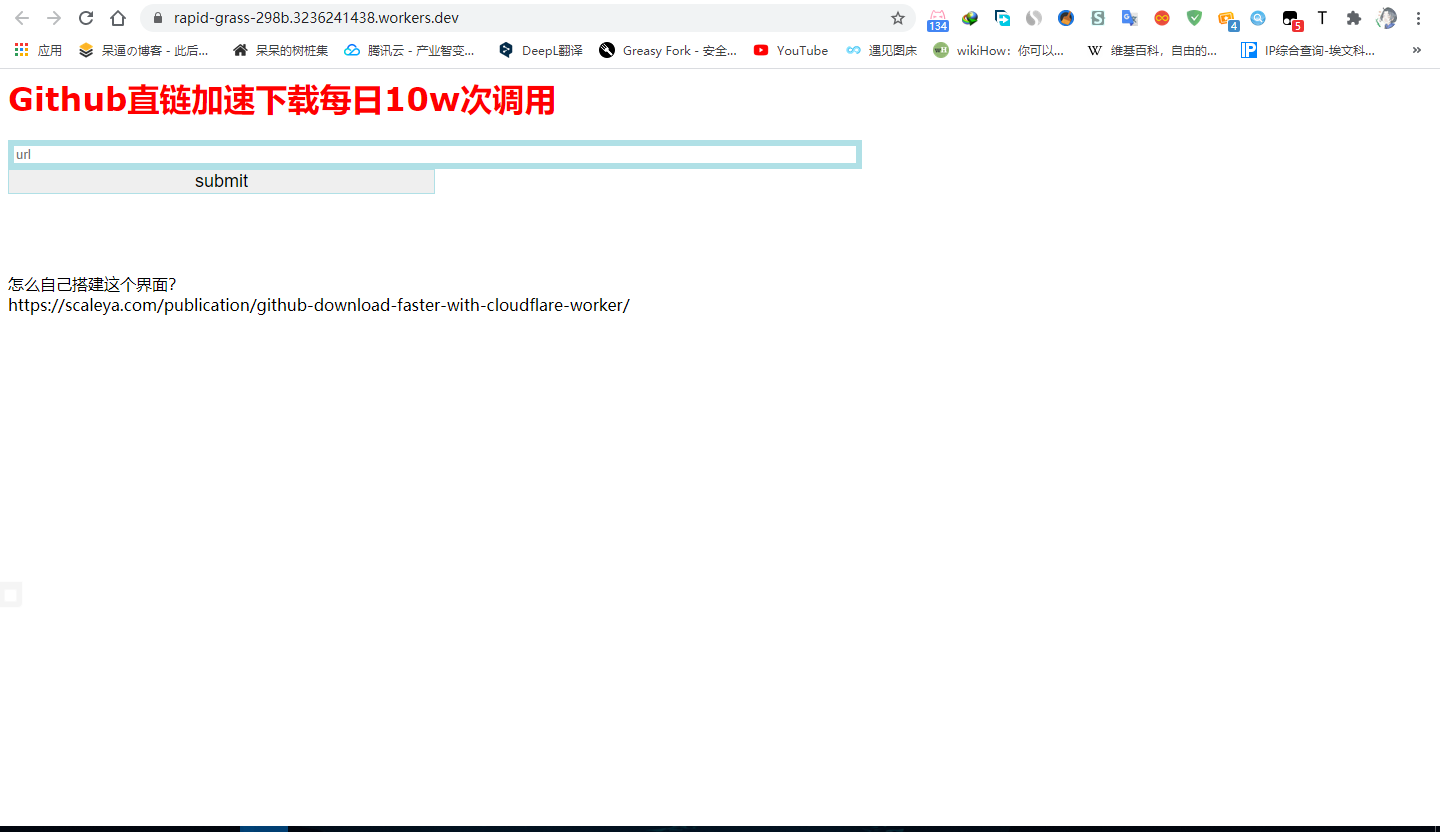 rapid-grass-298b.3236241438.workers.dev
134
4
5
T
应用
呆逼の博客 - 此后...
呆呆的树桩集
腾讯云 - 产业智变...
DeepL翻译
Greasy Fork - 安全...
YouTube
遇见图床
wikiHow：你可以...
W 维基百科，自由的...
IP综合查询-埃文科...
»
Github直链加速下载每日10w次调用
url
submit
怎么自己搭建这个界面？
https://scaleya.com/publication/github-download-faster-with-cloudflare-worker/